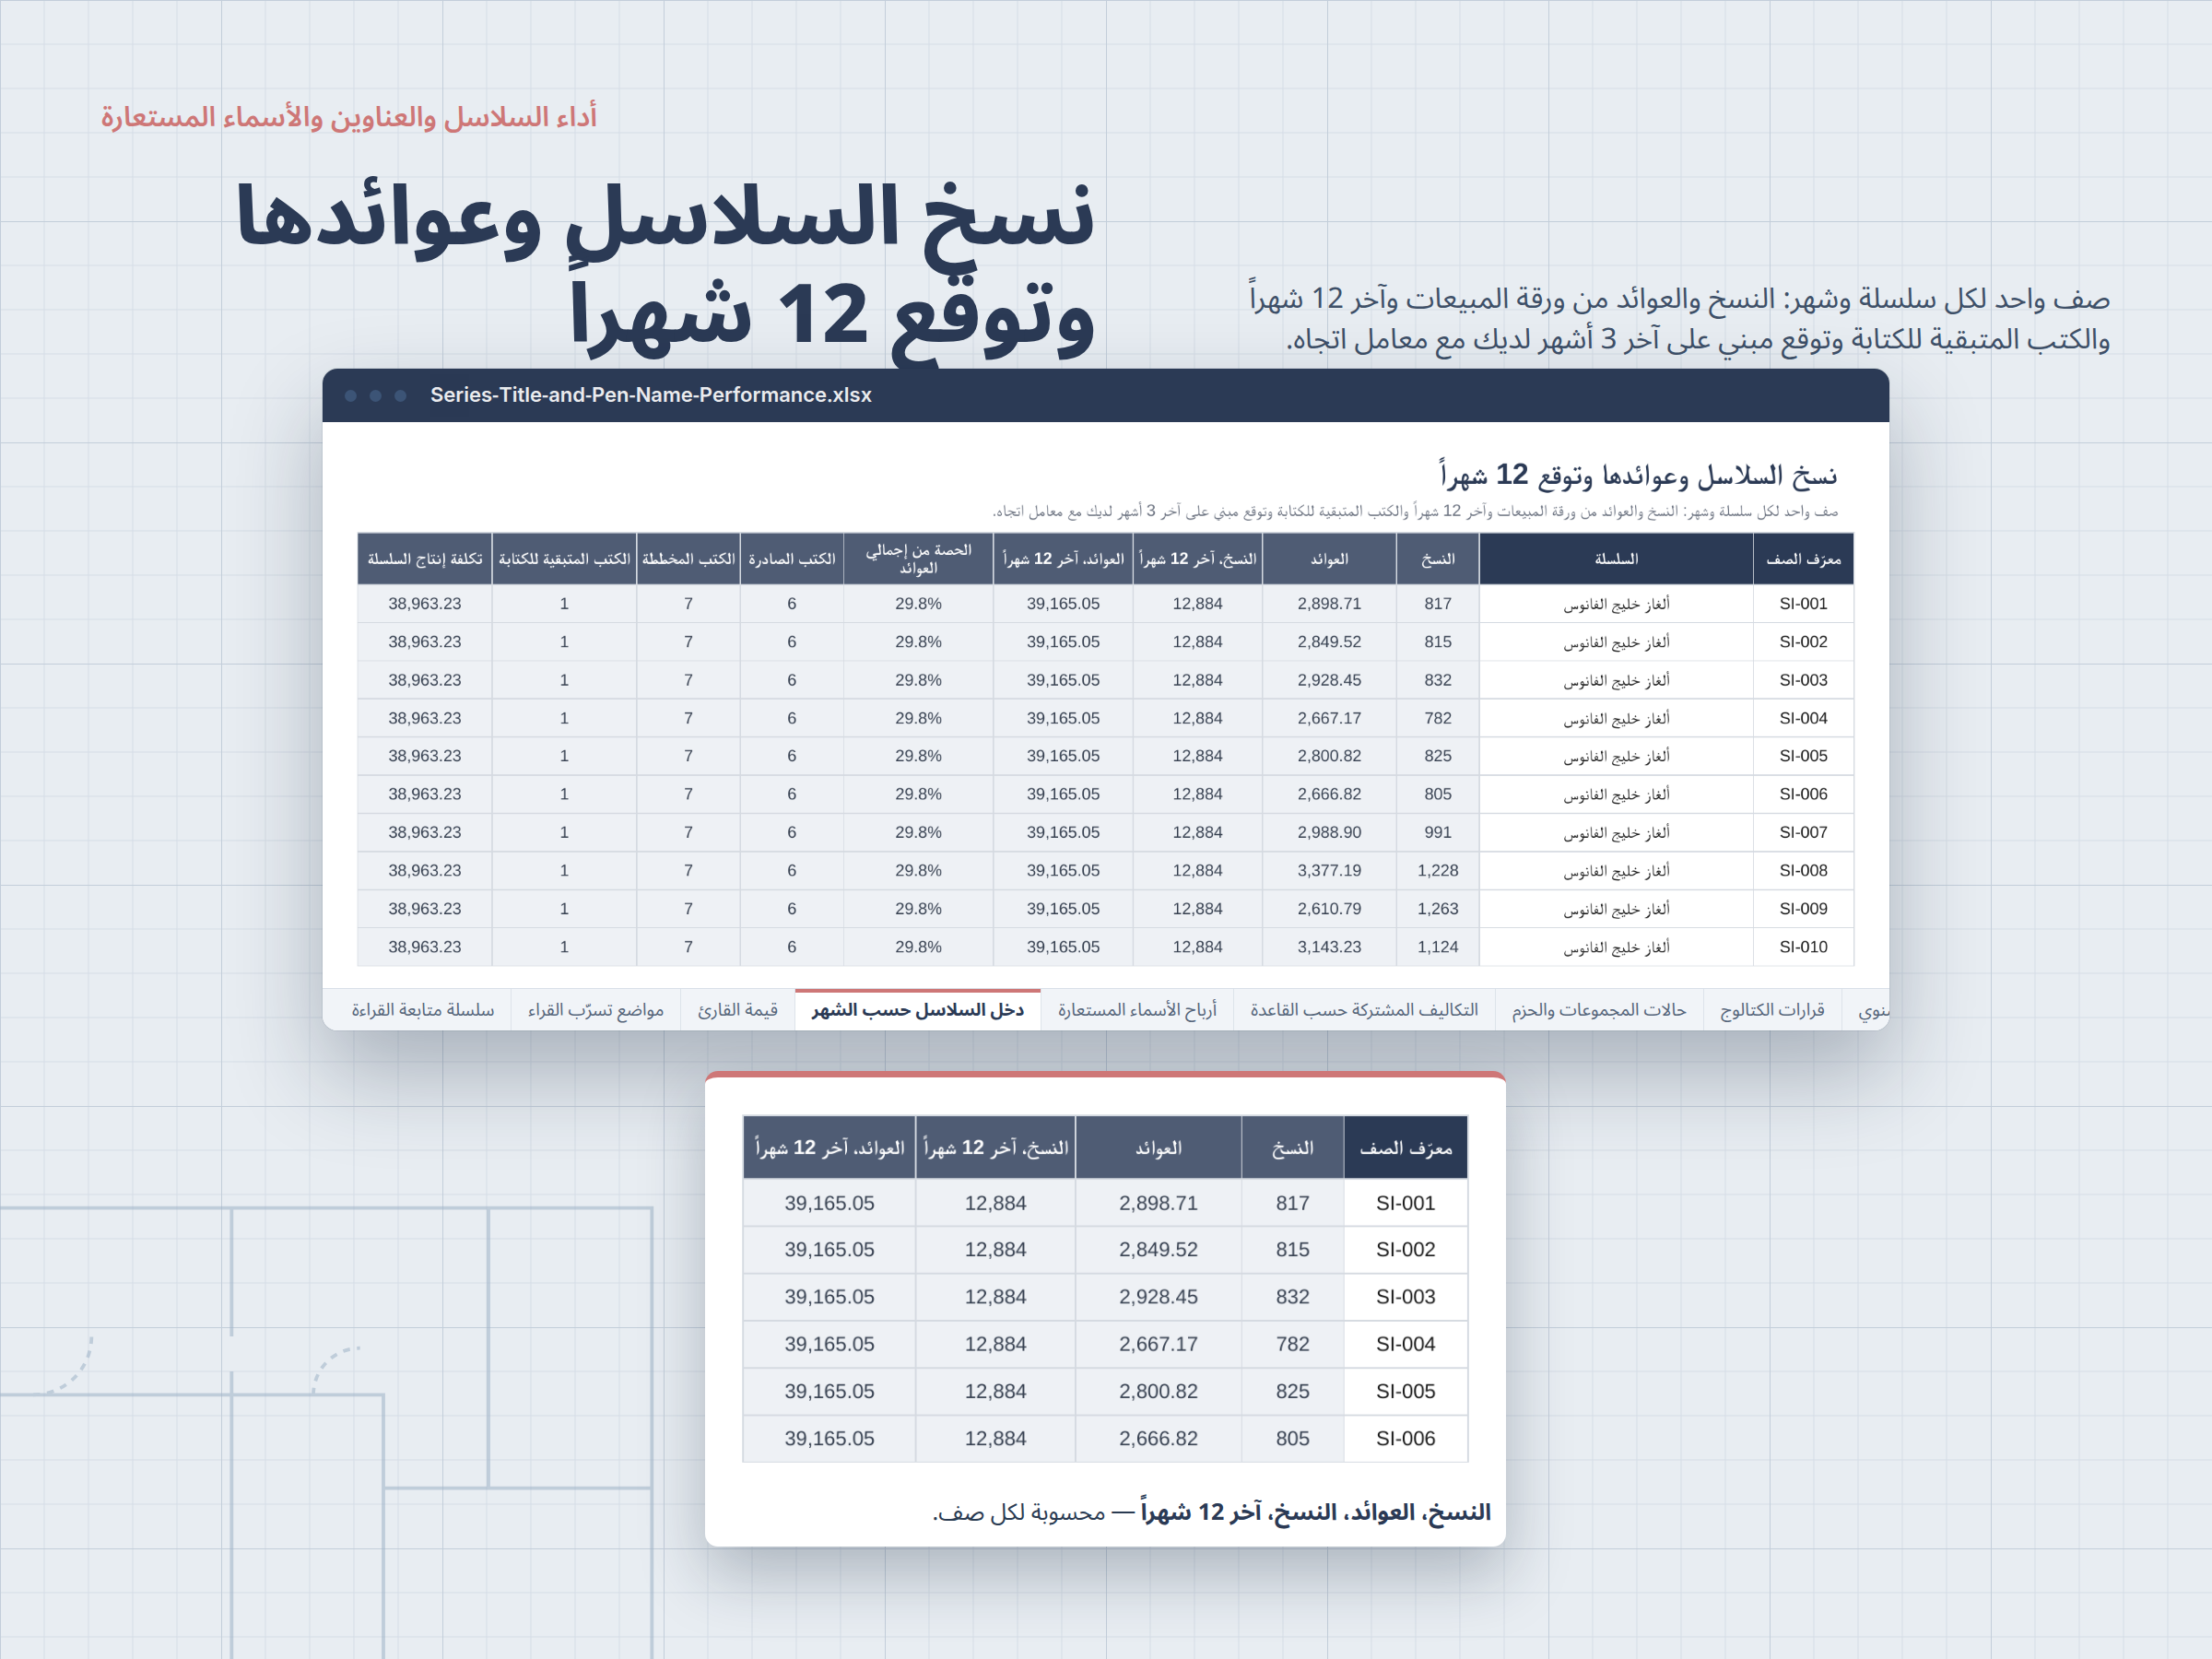 أداء السلاسل والعناوين والأسماء المستعارة
نسخ السلاسل وعوائدها
وتوقع 12 شهراً
صف واحد لكل سلسلة وشهر: النسخ والعوائد من ورقة المبيعات وآخر 12 شهراً
والكتب المتبقية للكتابة وتوقع مبني على آخر 3 أشهر لديك مع معامل اتجاه.
Series-Title-and-Pen-Name-Performance.xlsx
نسخ السلاسل وعوائدها وتوقع 12 شهراً
صف واحد لكل سلسلة وشهر: النسخ والعوائد من ورقة المبيعات وآخر 12 شهراً والكتب المتبقية للكتابة وتوقع مبني على آخر 3 أشهر لديك مع معامل اتجاه.
معرّف الصف السلسلة النسخ العوائد النسخ، آخر 12 شهراً العوائد، آخر 12 شهراً الحصة من إجمالي العوائد الكتب الصادرة الكتب المخططة الكتب المتبقية للكتابة تكلفة إنتاج السلسلة
SI-001 ألغاز خليج الفانوس 817 2,898.71 12,884 39,165.05 29.8% 6 7 1 38,963.23
SI-002 ألغاز خليج الفانوس 815 2,849.52 12,884 39,165.05 29.8% 6 7 1 38,963.23
SI-003 ألغاز خليج الفانوس 832 2,928.45 12,884 39,165.05 29.8% 6 7 1 38,963.23
SI-004 ألغاز خليج الفانوس 782 2,667.17 12,884 39,165.05 29.8% 6 7 1 38,963.23
SI-005 ألغاز خليج الفانوس 825 2,800.82 12,884 39,165.05 29.8% 6 7 1 38,963.23
SI-006 ألغاز خليج الفانوس 805 2,666.82 12,884 39,165.05 29.8% 6 7 1 38,963.23
SI-007 ألغاز خليج الفانوس 991 2,988.90 12,884 39,165.05 29.8% 6 7 1 38,963.23
SI-008 ألغاز خليج الفانوس 1,228 3,377.19 12,884 39,165.05 29.8% 6 7 1 38,963.23
SI-009 ألغاز خليج الفانوس 1,263 2,610.79 12,884 39,165.05 29.8% 6 7 1 38,963.23
SI-010 ألغاز خليج الفانوس 1,124 3,143.23 12,884 39,165.05 29.8% 6 7 1 38,963.23
قرارات الكتالوج حالات المجموعات والحزم التكاليف المشتركة حسب القاعدة أرباح الأسماء المستعارة دخل السلاسل حسب الشهر قيمة القارئ مواضع تسرّب القراء سلسلة متابعة القراءة
معرّف الصف النسخ العوائد النسخ، آخر 12 شهراً العوائد، آخر 12 شهراً
SI-001 817 2,898.71 12,884 39,165.05
SI-002 815 2,849.52 12,884 39,165.05
SI-003 832 2,928.45 12,884 39,165.05
SI-004 782 2,667.17 12,884 39,165.05
SI-005 825 2,800.82 12,884 39,165.05
SI-006 805 2,666.82 12,884 39,165.05
النسخ، العوائد، النسخ، آخر 12 شهراً — محسوبة لكل صف.